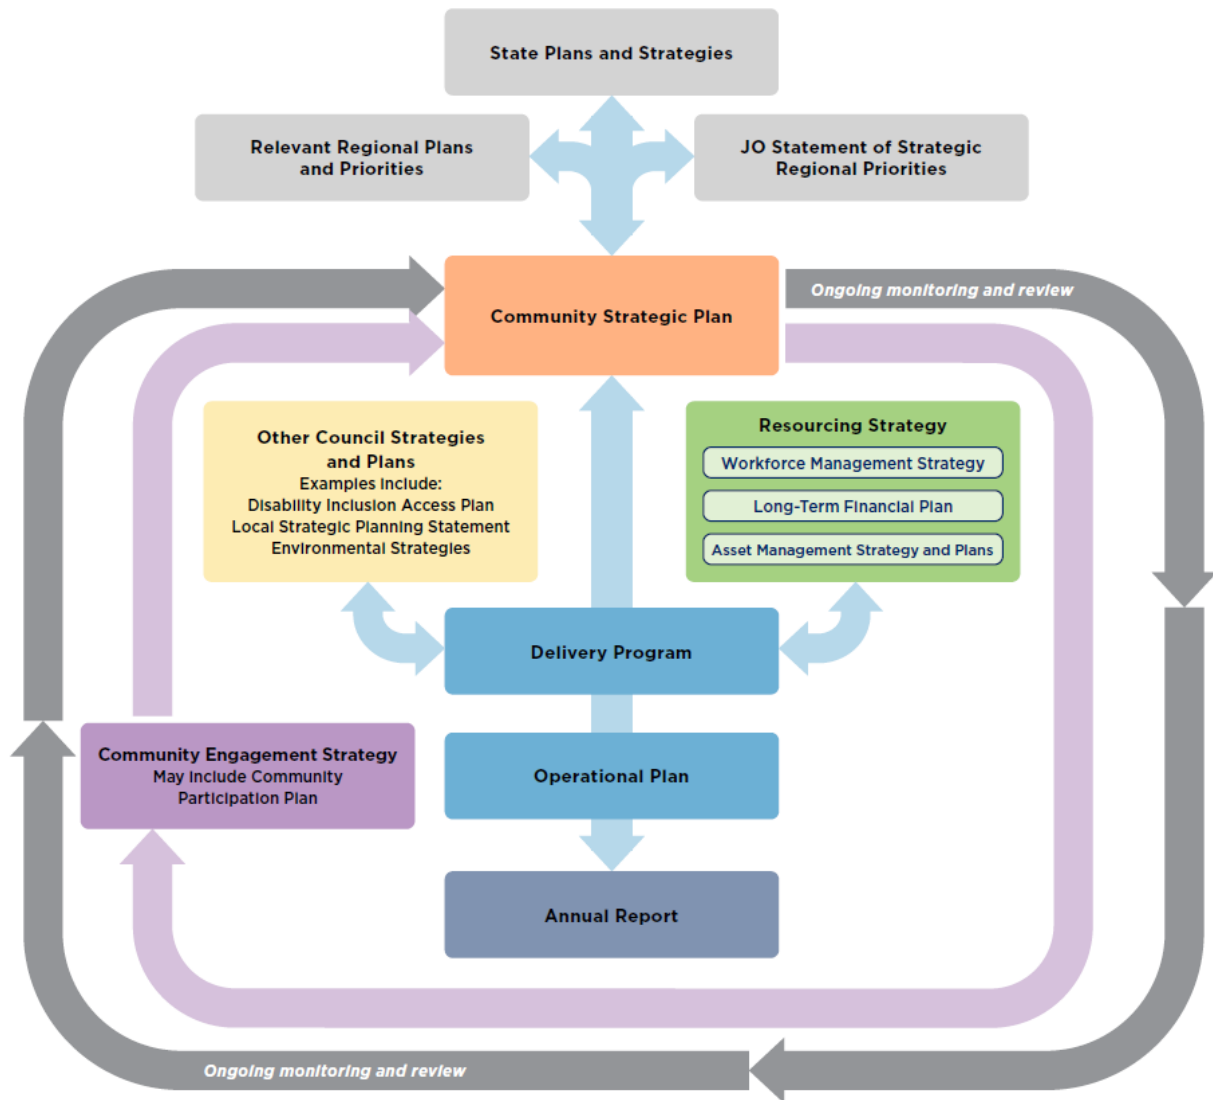 State Plans and Strategies
Relevant Regional Plans
and Priorities
JO Statement of Strategic
Regional Priorities
Ongoing monitoring and review
Community Strategic Plan
Other Council Strategies
and Plans
Examples Include:
Disability Inclusion Access Plan
Local Strategic Planning Statement
Environmental Strategies
Resourcing Strategy
Workforce Management Strategy
Long-Term Financial Plan
Asset Management Strategy and Plans
Delivery Program
Community Engagement Strategy
May Include Community
Participation Plan
Operational Plan
Annual Report
Ongoing monitoring and review